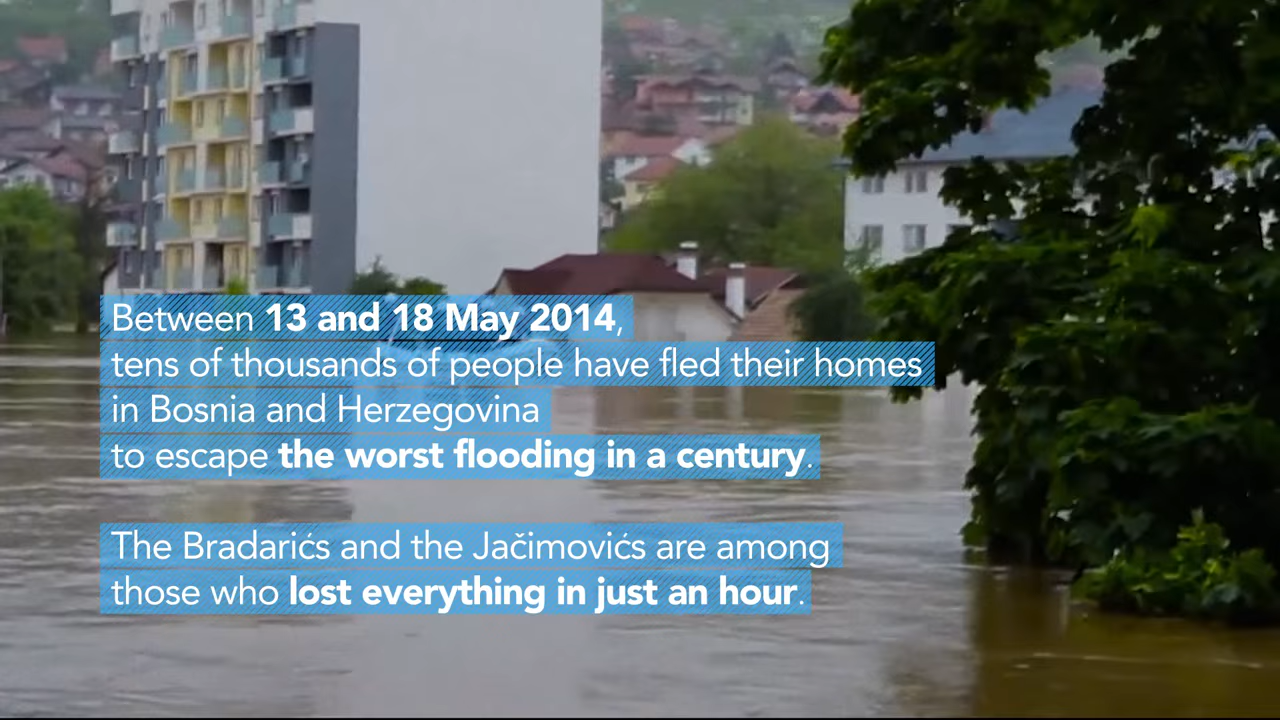 Between 13 and 18 May 2014,
tens of thousands of people have fled their homes
in Bosnia and Herzegovina
to escape the worst flooding in a century.
The Bradarićs and the Jačimovićs are among
those who lost everything in just an hour.